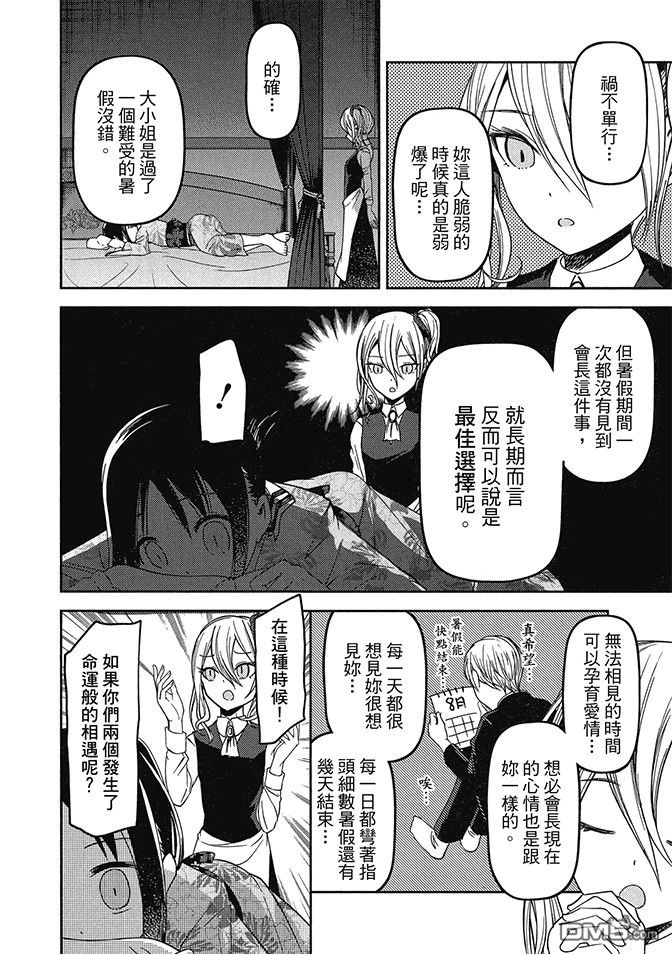 禍不單行…
妳這人脆弱的
時候真的是弱
爆了呢…
的確…
大小姐是過了
一個難受的暑
假沒錯。
但暑假期間一
次都沒有見到
會長這件事，
就長期而言
反而可以說是
最佳選擇呢。
！
無法相見的時間
可以孕育愛情…
想必會長現在
的心情也是跟
妳一樣的。
真希望…
暑假能
快點結束…
8月
唉…
每一天都很
想見妳很想
見妳…
每一日都彎著指
頭細數暑假還有
幾天結束…
在這種時候！
如果你們兩個發生了
命運般的相遇呢？
DM5.com